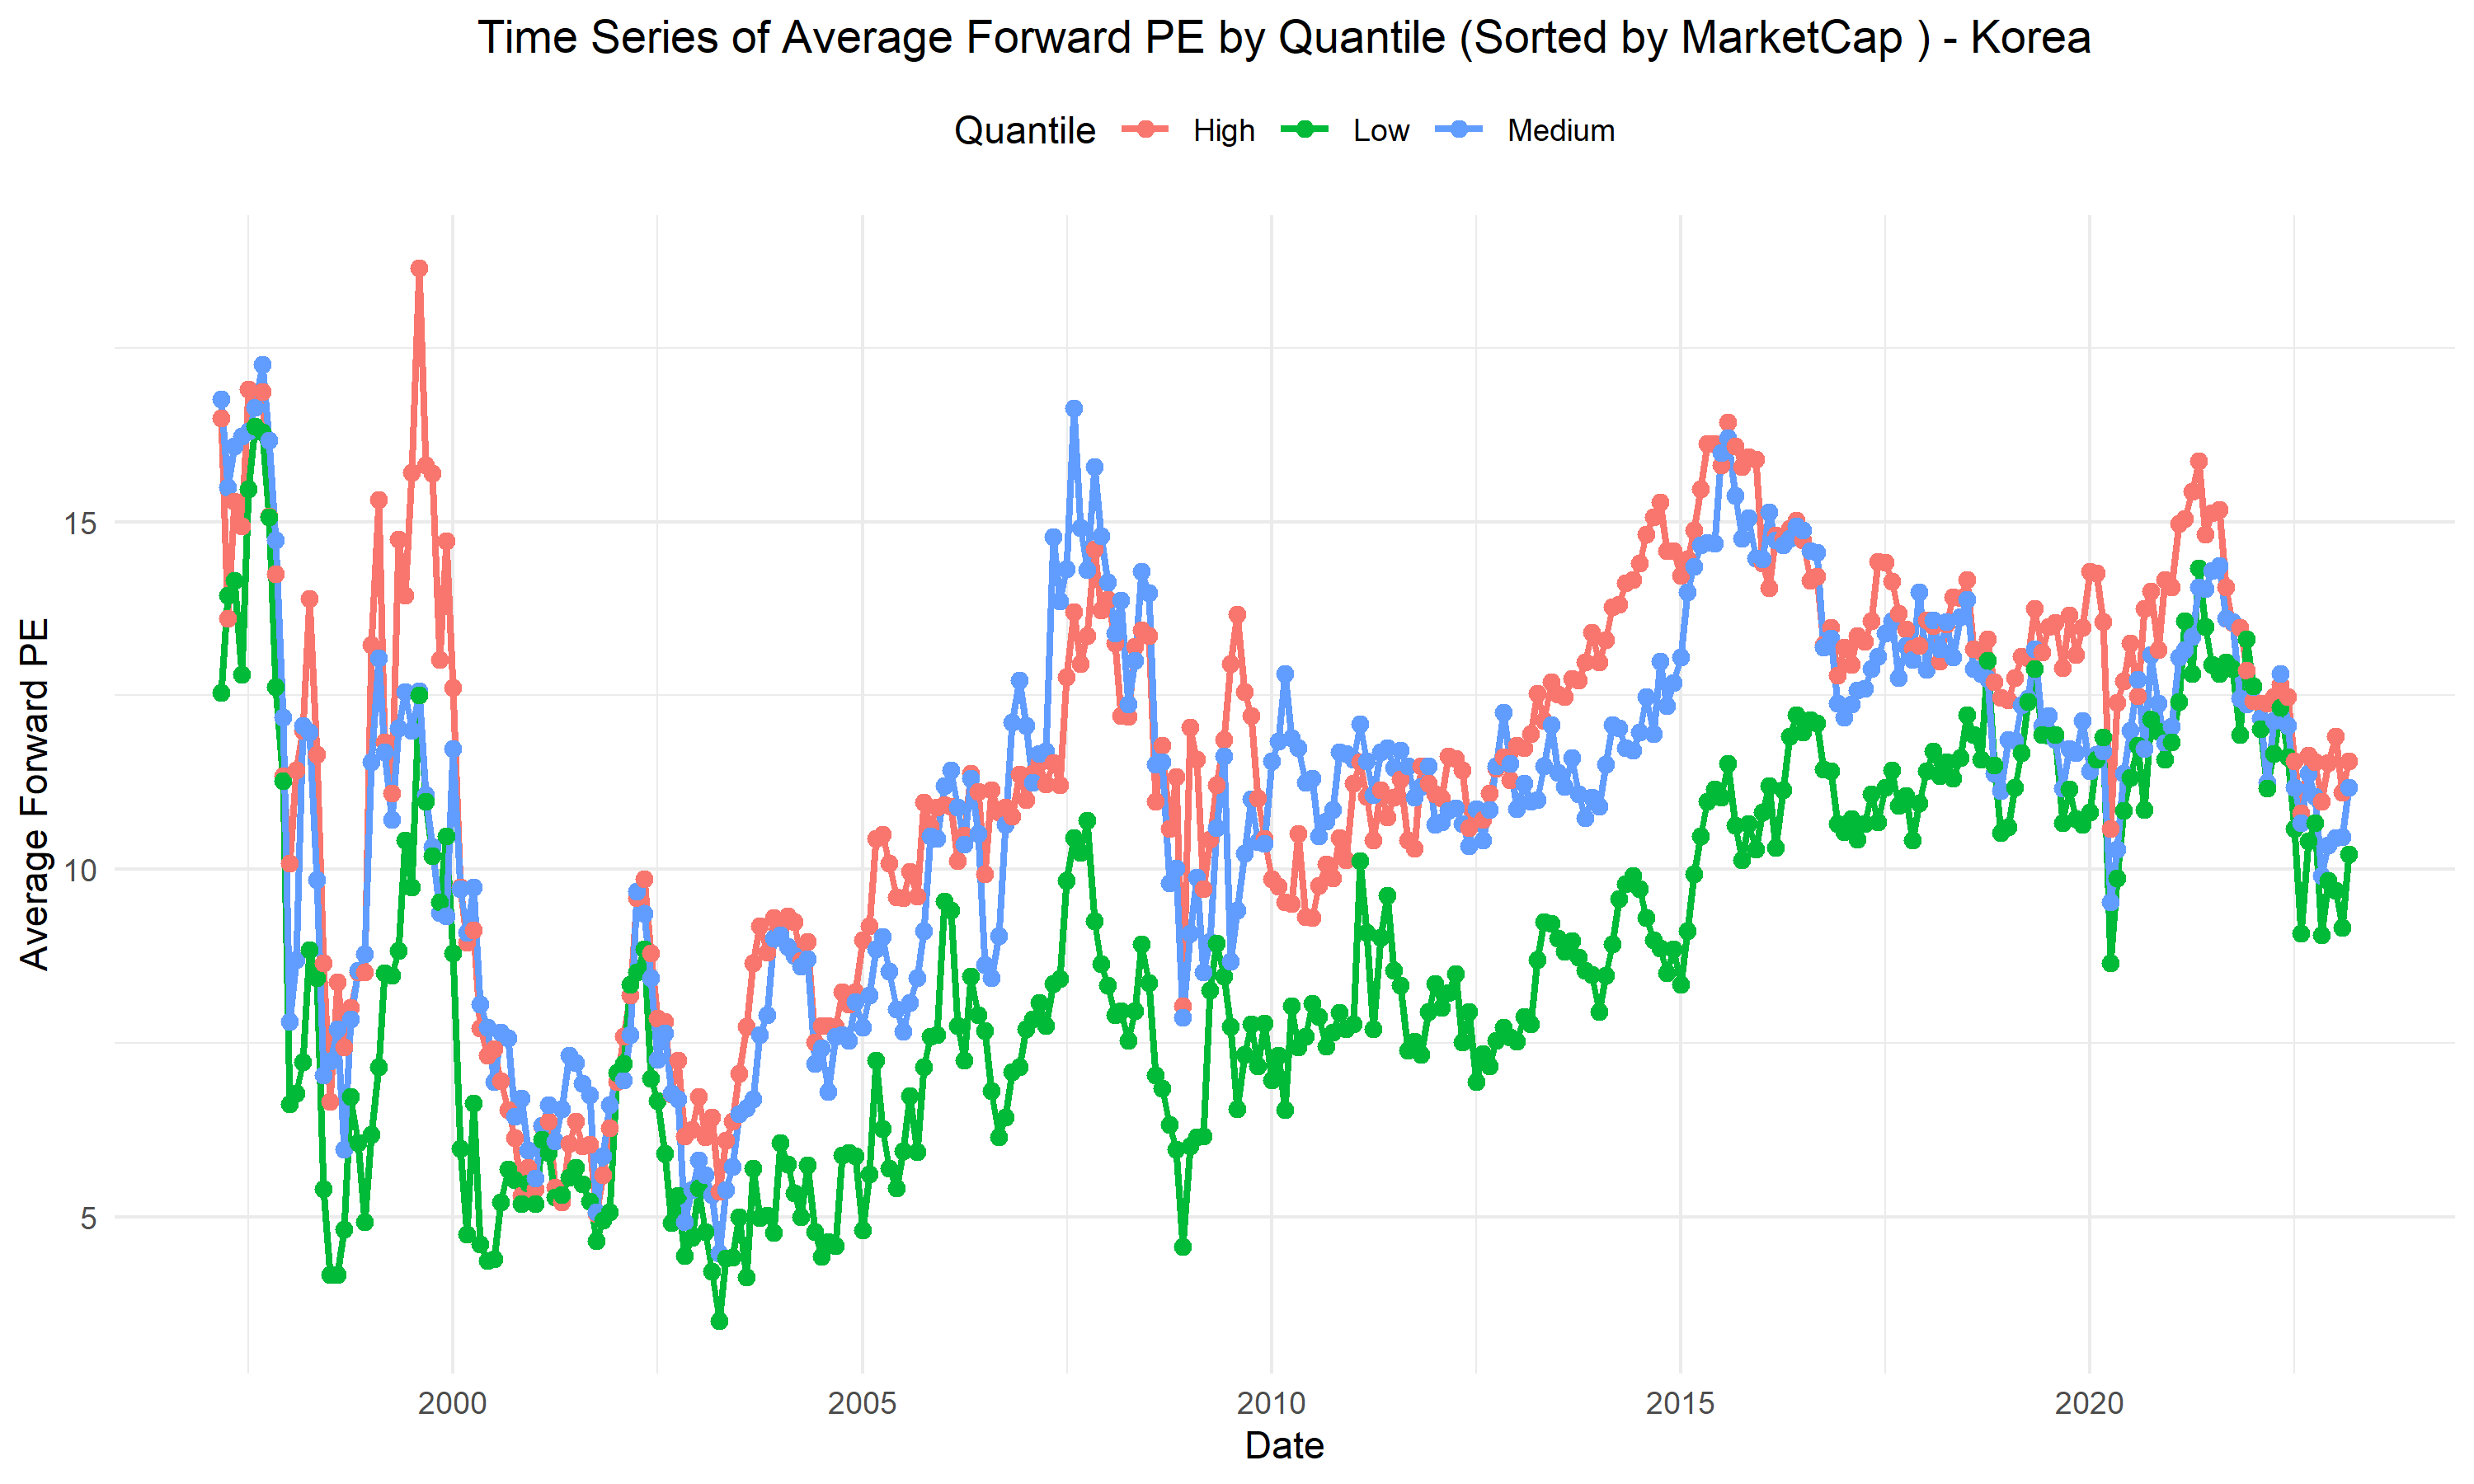 Time Series of Average Forward PE by Quantile (Sorted by MarketCap ) - Korea
Quantile High Low Medium
Average Forward PE
15
10
5
2000 2005 2010 2015 2020
Date